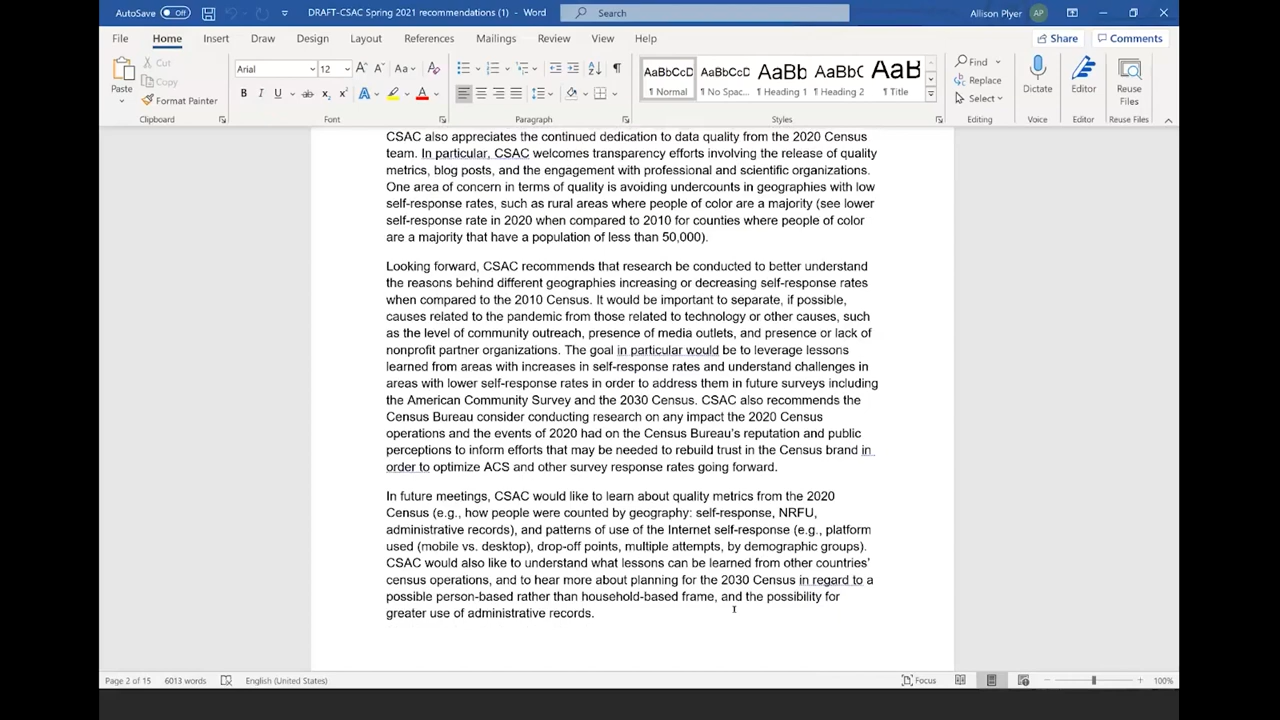 AutoSave Off DRAFT-CSAC Spring 2021 recommendations (1) - Word Search Allison Plyer AP
File Home Insert Draw Design Layout References Mailings Review View Help Share Comments
Paste Cut Copy Format Painter Clipboard
Arial 12 Font
Paragraph
AaBbCcD AaBbCcD AaBb AaBbC AaB
¶ Normal ¶ No Spac... ¶ Heading 1 ¶ Heading 2 ¶ Title
Styles
Find Replace Select Editing
Dictate Voice
Editor Editor
Reuse Files Reuse Files
CSAC also appreciates the continued dedication to data quality from the 2020 Census
team. In particular, CSAC welcomes transparency efforts involving the release of quality
metrics, blog posts, and the engagement with professional and scientific organizations.
One area of concern in terms of quality is avoiding undercounts in geographies with low
self-response rates, such as rural areas where people of color are a majority (see lower
self-response rate in 2020 when compared to 2010 for counties where people of color
are a majority that have a population of less than 50,000).
Looking forward, CSAC recommends that research be conducted to better understand
the reasons behind different geographies increasing or decreasing self-response rates
when compared to the 2010 Census. It would be important to separate, if possible,
causes related to the pandemic from those related to technology or other causes, such
as the level of community outreach, presence of media outlets, and presence or lack of
nonprofit partner organizations. The goal in particular would be to leverage lessons
learned from areas with increases in self-response rates and understand challenges in
areas with lower self-response rates in order to address them in future surveys including
the American Community Survey and the 2030 Census. CSAC also recommends the
Census Bureau consider conducting research on any impact the 2020 Census
operations and the events of 2020 had on the Census Bureau's reputation and public
perceptions to inform efforts that may be needed to rebuild trust in the Census brand in
order to optimize ACS and other survey response rates going forward.
In future meetings, CSAC would like to learn about quality metrics from the 2020
Census (e.g., how people were counted by geography: self-response, NRFU,
administrative records), and patterns of use of the Internet self-response (e.g., platform
used (mobile vs. desktop), drop-off points, multiple attempts, by demographic groups).
CSAC would also like to understand what lessons can be learned from other countries'
census operations, and to hear more about planning for the 2030 Census in regard to a
possible person-based rather than household-based frame, and the possibility for
greater use of administrative records.
Page 2 of 15 6013 words English (United States) Focus 100%